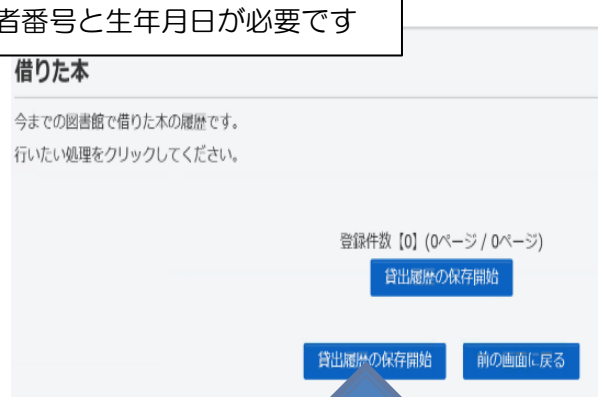 者番号と生年月日が必要です
借りた本
今までの図書館で借りた本の履歴です。
行いたい処理をクリックしてください。
登録件数【0】(0ページ / 0ページ)
貸出履歴の保存開始
貸出履歴の保存開始
前の画面に戻る